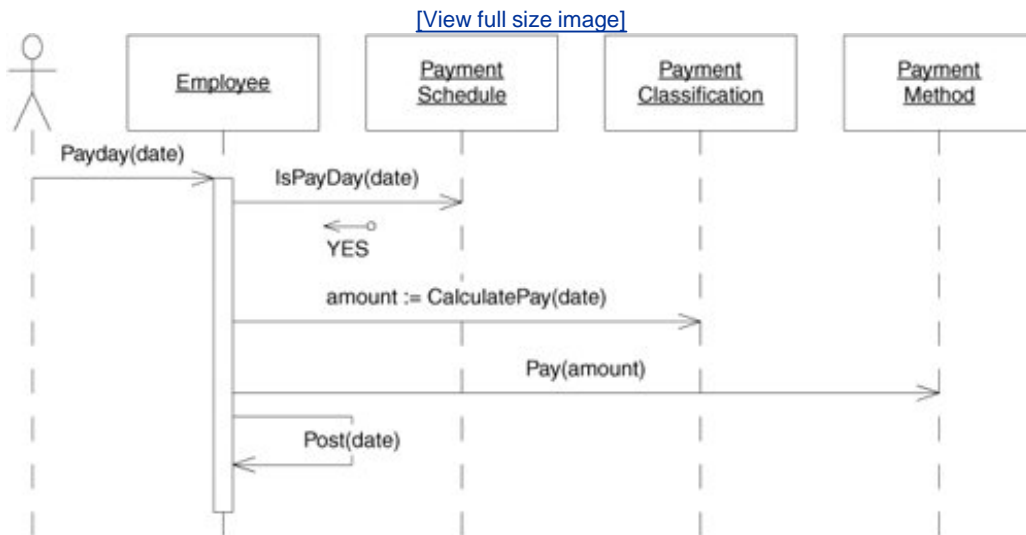 [View full size image]
Employee
Payment
Schedule
Payment
Classification
Payment
Method
Payday(date)
IsPayDay(date)
YES
amount := CalculatePay(date)
Pay(amount)
Post(date)